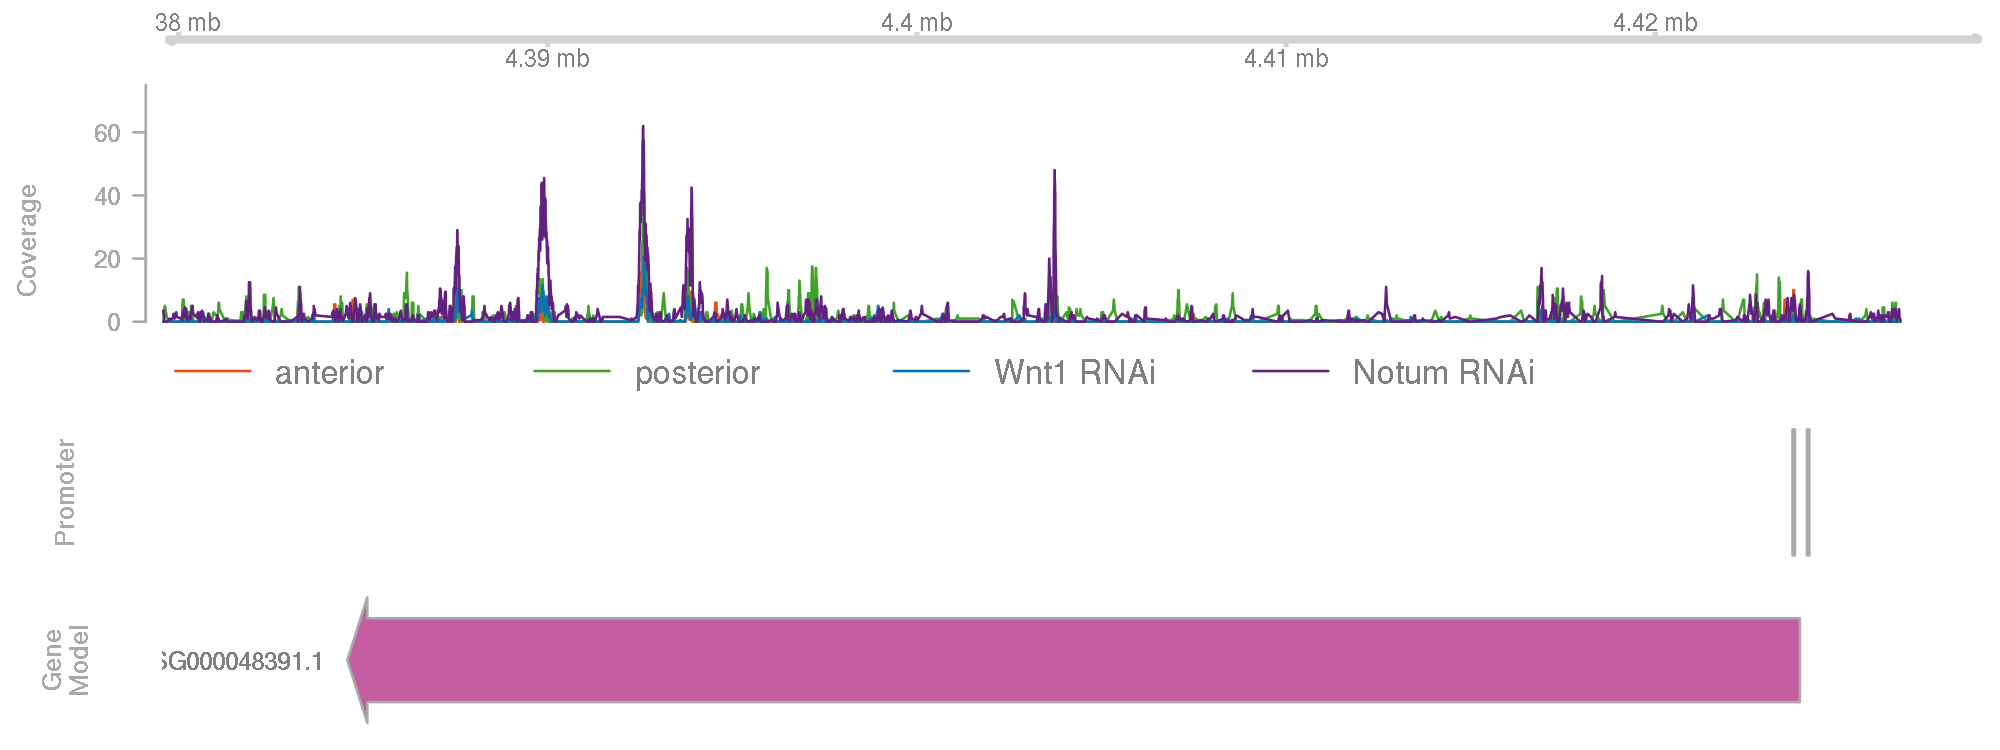 38 mb
4.4 mb
4.42 mb
4.39 mb
4.41 mb
Coverage
60
40
20
0
anterior
posterior
Wnt1 RNAi
Notum RNAi
Promoter
Gene
Model
SG000048391.1